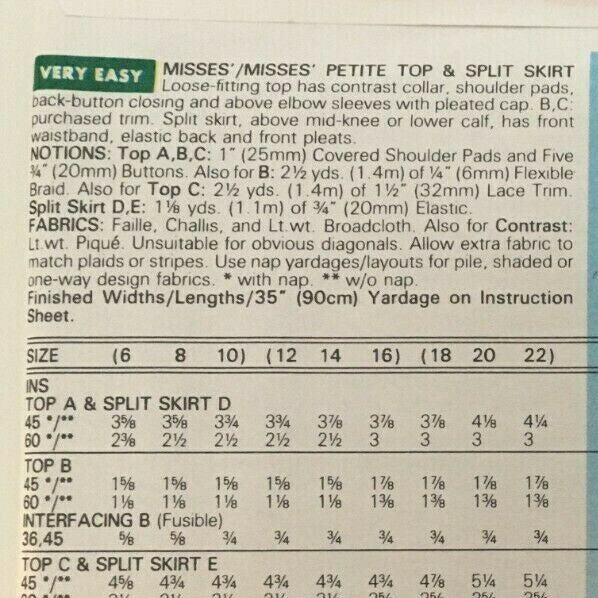 VERY EASY MISSES'/MISSES' PETITE TOP & SPLIT SKIRT
Loose-fitting top has contrast collar, shoulder pads,
back-button closing and above elbow sleeves with pleated cap. B,C:
purchased trim. Split skirt, above mid-knee or lower calf, has front
waistband, elastic back and front pleats.
NOTIONS: Top A,B,C: 1" (25mm) Covered Shoulder Pads and Five
¾" (20mm) Buttons. Also for B: 2½ yds. (1.4m) of ¼" (6mm) Flexible
Braid. Also for Top C: 2½ yds. (1.4m) of 1½" (32mm) Lace Trim.
Split Skirt D,E: 1⅛ yds. (1.1m) of ¾" (20mm) Elastic.
FABRICS: Faille, Challis, and Lt.wt. Broadcloth. Also for Contrast:
Lt.wt. Piqué. Unsuitable for obvious diagonals. Allow extra fabric to
match plaids or stripes. Use nap yardages/layouts for pile, shaded or
one-way design fabrics. * with nap. ** w/o nap.
Finished Widths/Lengths/35" (90cm) Yardage on Instruction
Sheet.
SIZE (6 8 10) (12 14 16) (18 20 22)
INS
TOP A & SPLIT SKIRT D
45 */** 3⅝ 3⅝ 3¾ 3¾ 3⅞ 3⅞ 3⅞ 4⅛ 4¼
60 */** 2⅜ 2½ 2½ 2½ 2½ 3 3 3 3
TOP B
45 */** 1⅝ 1⅝ 1⅝ 1⅝ 1⅝ 1⅞ 1⅞ 1⅞ 1⅞
60 */** 1⅛ 1⅛ 1⅛ 1⅛ 1⅛ 1⅜ 1⅜ 1⅜ 1⅜
INTERFACING B (Fusible)
36,45 ⅝ ⅝ ¾ ¾ ¾ ¾ ¾ ¾ ¾
TOP C & SPLIT SKIRT E
45 */** 4⅝ 4¾ 4¾ 4¾ 4¾ 4¾ 4⅞ 5¼ 5¼